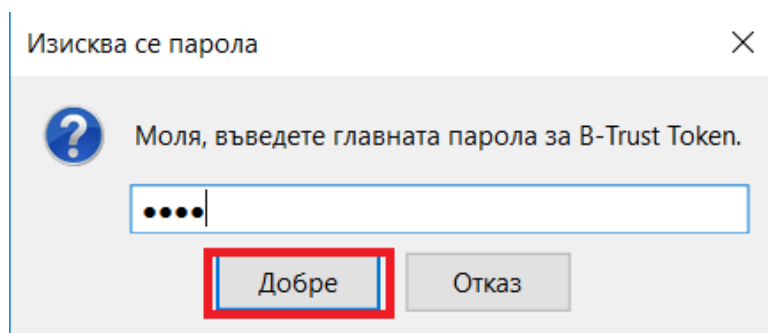 Изисква се парола
Моля, въведете главната парола за B-Trust Token.
••••
Добре
Отказ